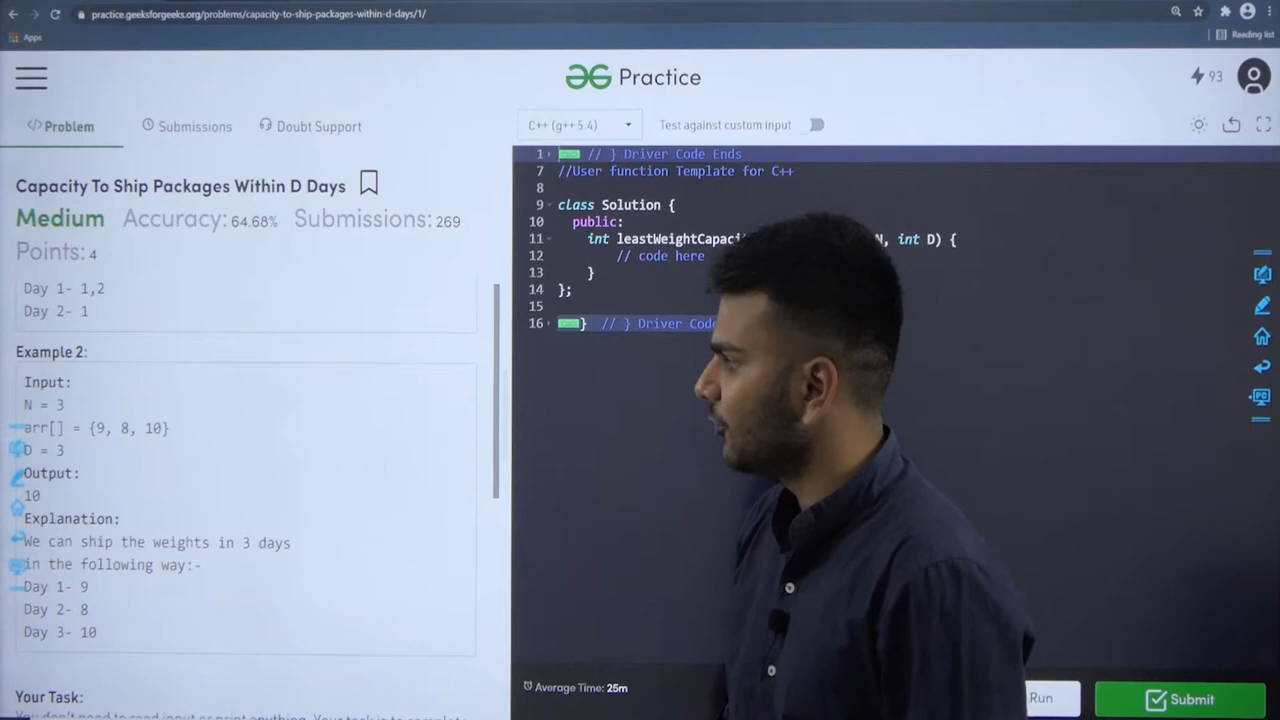 practice.geeksforgeeks.org/problems/capacity-to-ship-packages-within-d-days/1/
Apps
Reading list
Practice
93
</> Problem
Submissions
Doubt Support
C++ (g++ 5.4)
Test against custom input
Capacity To Ship Packages Within D Days
Medium Accuracy: 64.68% Submissions: 269
Points: 4
Day 1- 1,2
Day 2- 1
Example 2:
Input:
N = 3
arr[] = {9, 8, 10}
D = 3
Output:
10
Explanation:
We can ship the weights in 3 days
in the following way:-
Day 1- 9
Day 2- 8
Day 3- 10
Your Task:
1 // } Driver Code Ends
7 //User function Template for C++
8
9 class Solution {
10 public:
11 int leastWeightCapaci N, int D) {
12 // code here
13 }
14 };
15
16 } // } Driver Code
Average Time: 25m
Run
Submit
PC